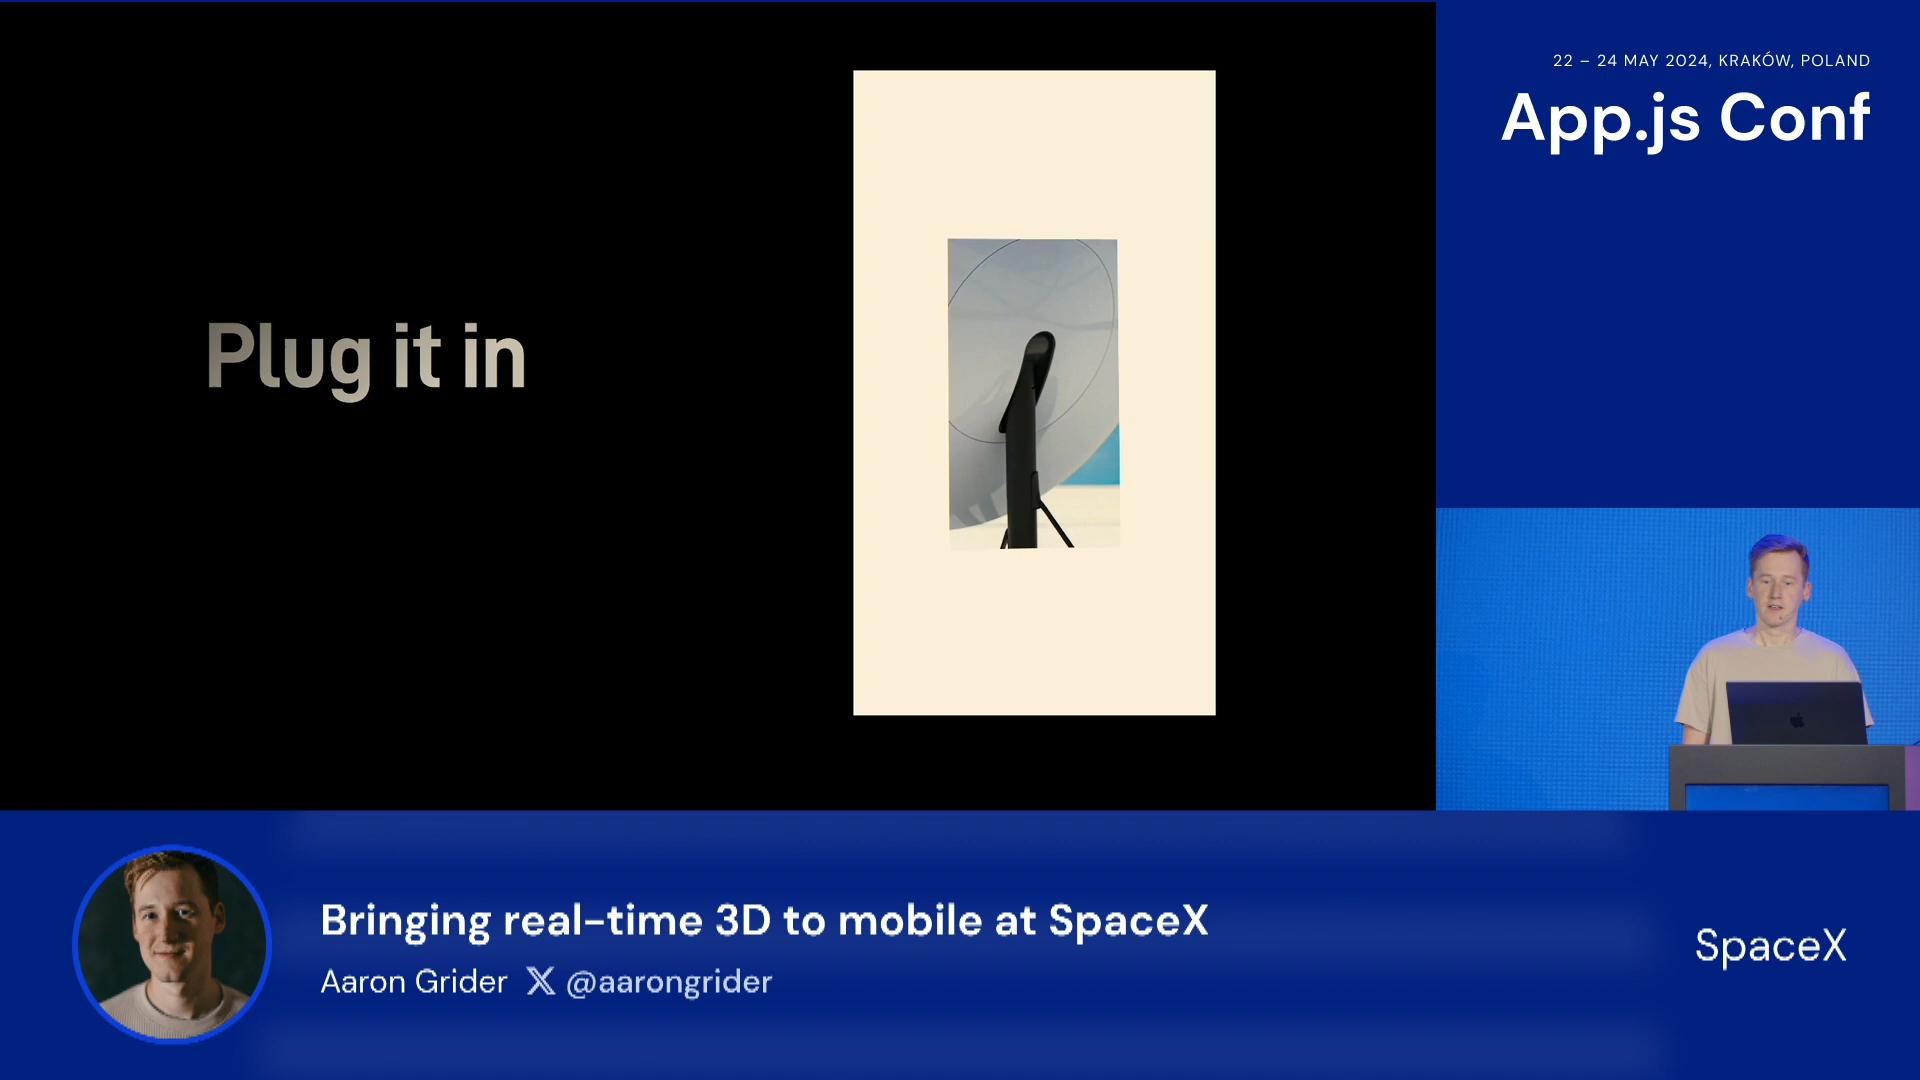 22 – 24 MAY 2024, KRAKÓW, POLAND
App.js Conf
Plug it in
Bringing real-time 3D to mobile at SpaceX
Aaron Grider X @aarongrider
SpaceX